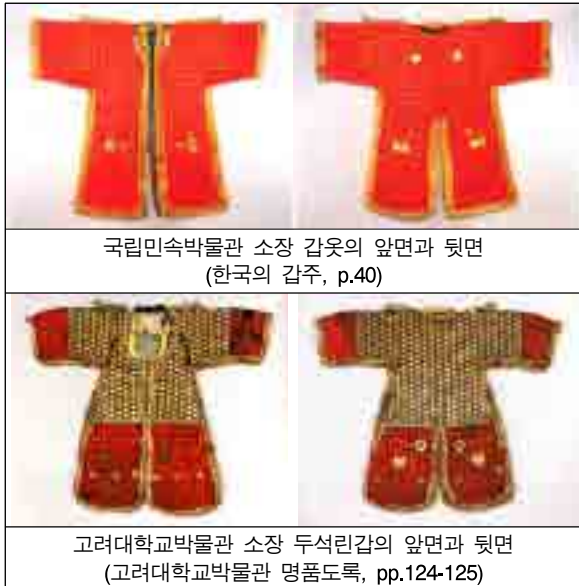 국립민속박물관 소장 갑옷의 앞면과 뒷면
(한국의 갑주, p.40)
고려대학교박물관 소장 두석린갑의 앞면과 뒷면
(고려대학교박물관 명품도록, pp.124-125)